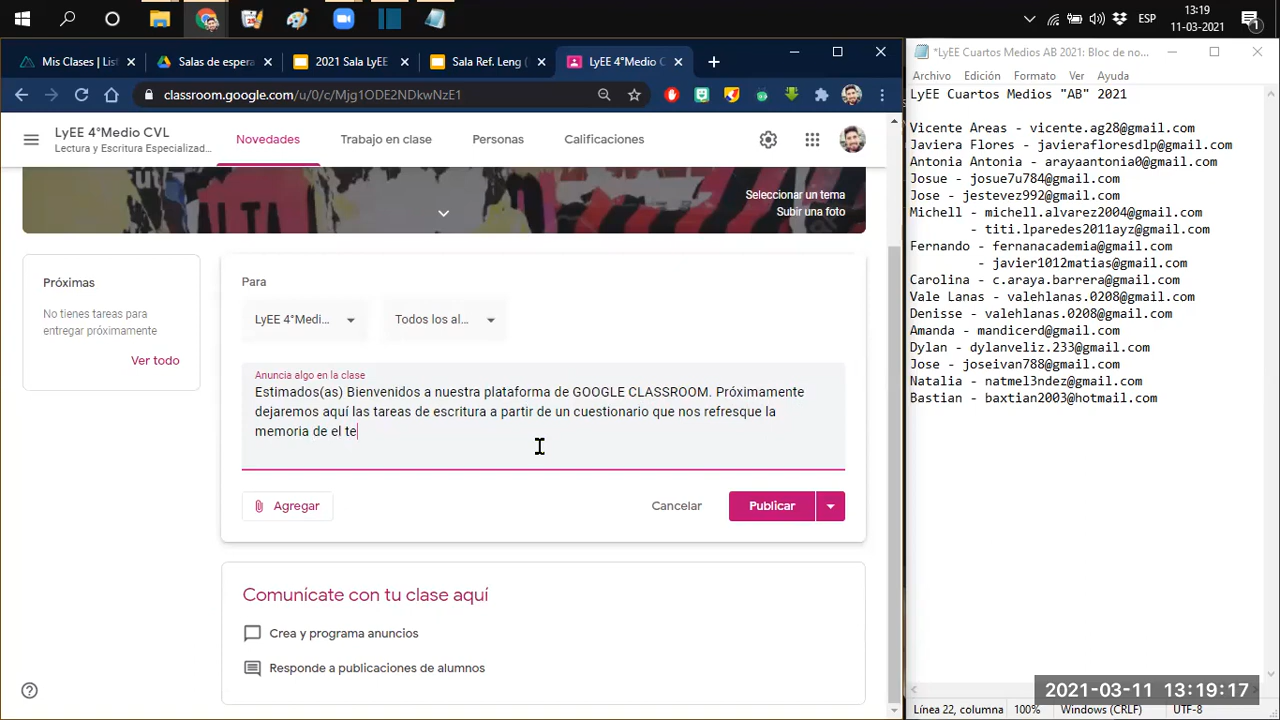 ESP
13:19
11-03-2021
Mis Clases | List
Salas de espera
2021 Sala LyEE
Sala Ref. Leng (
LyEE 4°Medio C
classroom.google.com/u/0/c/Mjg1ODE2NDkwNzE1
LyEE 4°Medio CVL
Lectura y Escritura Especializad...
Novedades
Trabajo en clase
Personas
Calificaciones
Seleccionar un tema
Subir una foto
Próximas
No tienes tareas para
entregar próximamente
Ver todo
Para
LyEE 4°Medi...
Todos los al...
Anuncia algo en la clase
Estimados(as) Bienvenidos a nuestra plataforma de GOOGLE CLASSROOM. Próximamente
dejaremos aquí las tareas de escritura a partir de un cuestionario que nos refresque la
memoria de el te
Agregar
Cancelar
Publicar
Comunícate con tu clase aquí
Crea y programa anuncios
Responde a publicaciones de alumnos
*LyEE Cuartos Medios AB 2021: Bloc de no...
Archivo Edición Formato Ver Ayuda
LyEE Cuartos Medios "AB" 2021
Vicente Areas - vicente.ag28@gmail.com
Javiera Flores - javierafloresdlp@gmail.com
Antonia Antonia - arayaantonia0@gmail.com
Josue - josue7u784@gmail.com
Jose - jestevez992@gmail.com
Michell - michell.alvarez2004@gmail.com
- titi.lparedes2011ayz@gmail.com
Fernando - fernanacademia@gmail.com
- javier1012matias@gmail.com
Carolina - c.araya.barrera@gmail.com
Vale Lanas - valehlanas.0208@gmail.com
Denisse - valehlanas.0208@gmail.com
Amanda - mandicerd@gmail.com
Dylan - dylanveliz.233@gmail.com
Jose - joseivan788@gmail.com
Natalia - natmel3ndez@gmail.com
Bastian - baxtian2003@hotmail.com
2021-03-11 13:19:17
Línea 22, columna
100%
Windows (CRLF)
UTF-8